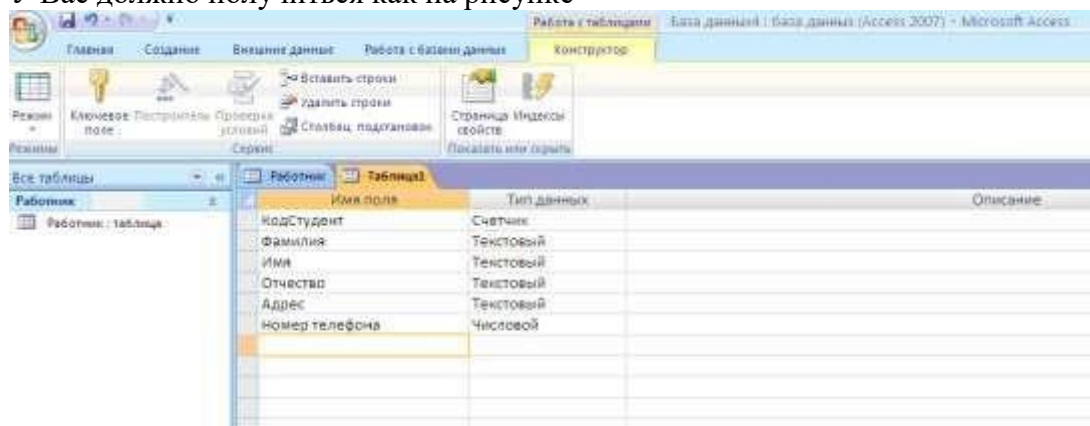 Вас должно получиться как на рисунке
Работа с таблицами База данных1 : база данных (Access 2007) - Microsoft Access
Главная Создание Внешние данные Работа с базами данных Конструктор
Режим Ключевое поле Построитель Проверка условий Вставить строки Удалить строки Столбец подстановок Страница свойств Индексы
Режимы Сервис Показать или скрыть
Все таблицы Работник Таблица1
Работник Имя поля Тип данных Описание
Работник : таблица КодСтудент Счетчик
Фамилия Текстовый
Имя Текстовый
Отчество Текстовый
Адрес Текстовый
Номер телефона Числовой